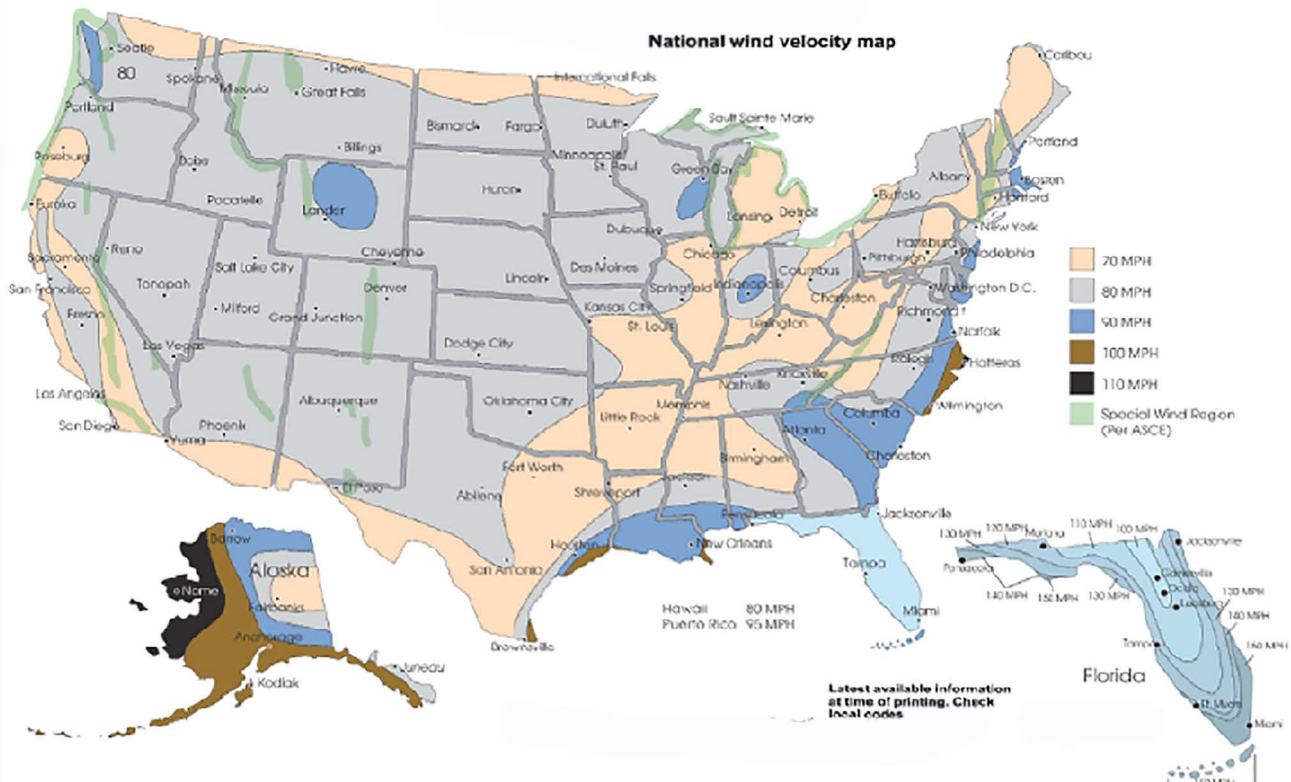 National wind velocity map
Seatle
80
Spokane
Missoula
Havre
Great Falls
International Falls
Caribou
Portland
Bismarck
Fargo
Duluth
Sault Sainte Marie
Roseburg
Billings
Minneapolis
St. Paul
Green Bay
Portland
Albany
Boston
Pocatelle
Huron
Buffalo
Hartford
Eureka
Lander
Dubuque
Lansing
Detroit
New York
Reno
Cheyenne
Chicago
Harrisburg
Philadelphia
Sacramento
Salt Lake City
Lincoln
Des Moines
Columbus
Pittsburgh
San Francisco
Tonopah
Denver
Springfield
Indianapolis
Washington D.C.
Fresno
Milford
Grand Junction
Kansas City
Charleston
Richmond
St. Louis
Lexington
Norfolk
Las Vegas
Dodge City
Raleigh
Hatteras
Los Angeles
Nashville
Knoxville
Albuquerque
Oklahoma City
Memphis
Wilmington
San Diego
Phoenix
Little Rock
Columba
Yuma
Atlanta
Fort Worth
Birmingham
Charleston
El Paso
Abilene
Shreveport
Jackson
Pensacola
Jacksonville
Houston
New Orleans
San Antonio
Tampa
Miami
Brownsville
70 MPH
80 MPH
90 MPH
100 MPH
110 MPH
Special Wind Region
(Per ASCE)
Barrow
Alaska
Name
Fairbanks
Anchorage
Juneau
Kodiak
Hawaii 80 MPH
Puerto Rico 95 MPH
Latest available information
at time of printing. Check
local codes
130 MPH
120 MPH
Mariana
110 MPH
100 MPH
Jacksonville
Gainesville
Ocala
Leesburg
140 MPH
150 MPH
130 MPH
130 MPH
140 MPH
Tampa
Florida
Ft. Myers
Miami